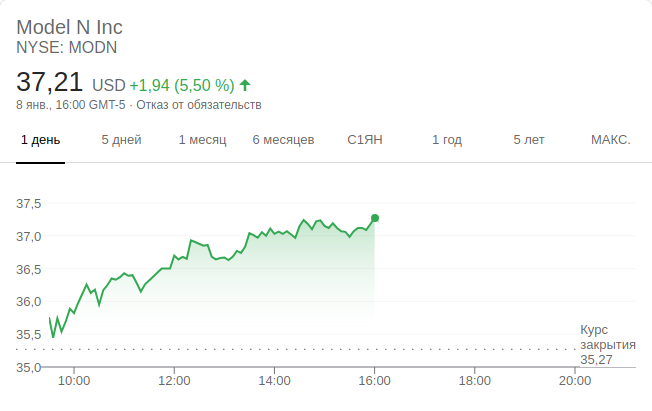 Model N Inc
NYSE: MODN
37,21 USD +1,94 (5,50 %)
8 янв., 16:00 GMT-5 · Отказ от обязательств
1 день 5 дней 1 месяц 6 месяцев С1ЯН 1 год 5 лет МАКС.
37,5
37,0
36,5
36,0
35,5
Курс
закрытия
35,27
35,0
10:00 12:00 14:00 16:00 18:00 20:00